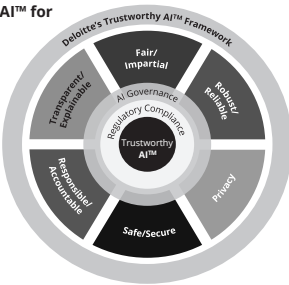 AI™ for
Deloitte's Trustworthy AI™ Framework
Fair/
Impartial
Robust/
Reliable
Privacy
Safe/Secure
Responsible/
Accountable
Transparent/
Explainable
AI Governance
Regulatory Compliance
Trustworthy
AI™